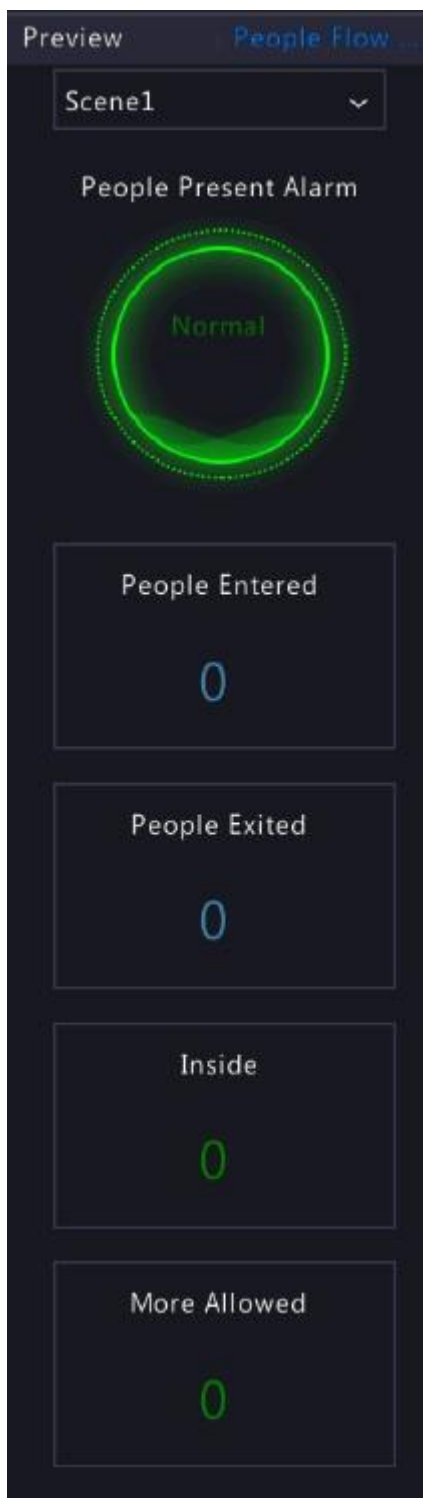 Preview People Flow ...
Scene1
People Present Alarm
Normal
People Entered
0
People Exited
0
Inside
0
More Allowed
0